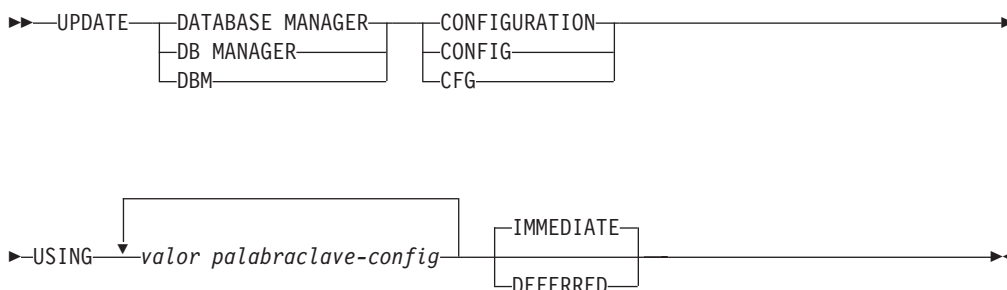 UPDATE DATABASE MANAGER CONFIGURATION
DB MANAGER CONFIG
DBM CFG
IMMEDIATE
USING valor palabraclave-config
DEFERRED